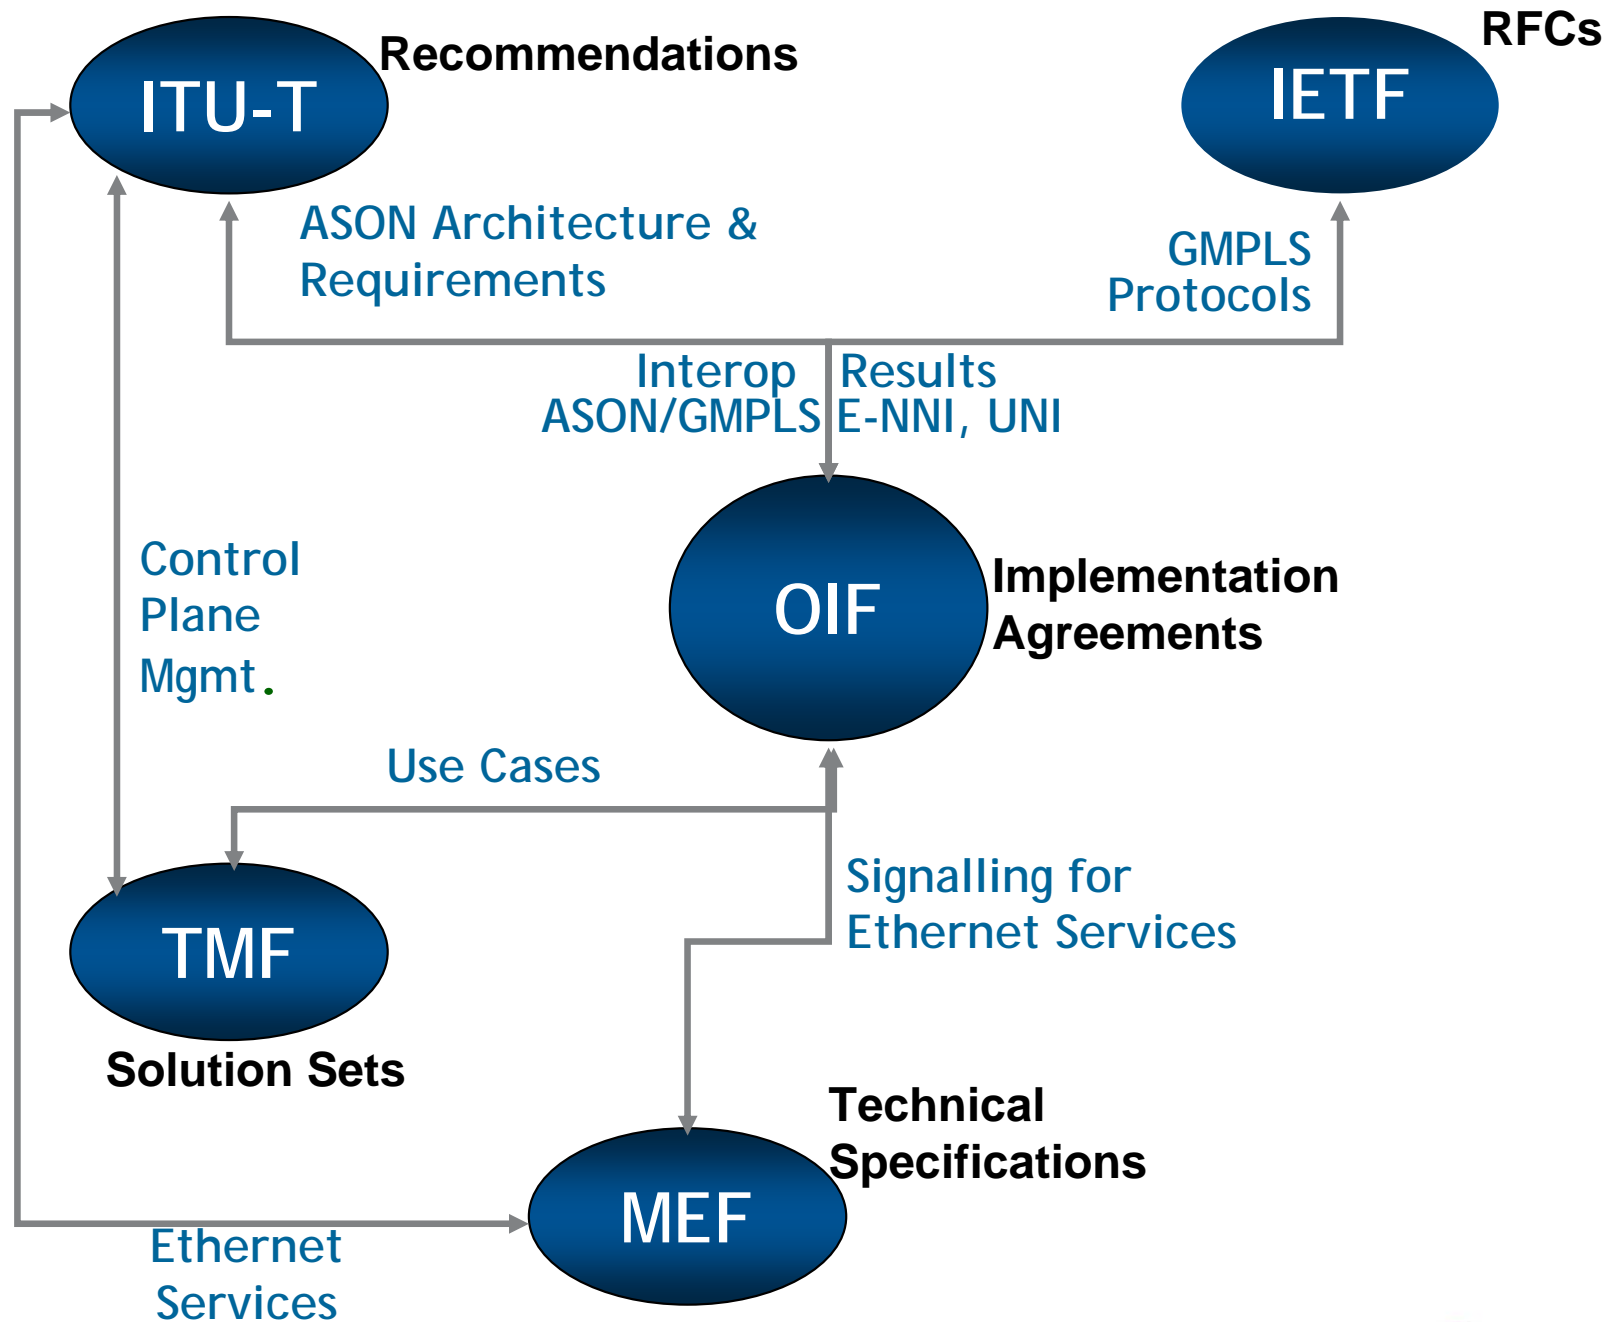 RFCs
Recommendations
ITU-T
IETF
ASON Architecture &
Requirements
GMPLS
Protocols
Interop Results
ASON/GMPLS E-NNI, UNI
Control
Plane
Mgmt.
OIF
Implementation
Agreements
Use Cases
Signalling for
Ethernet Services
TMF
Solution Sets
Technical
Specifications
MEF
Ethernet
Services